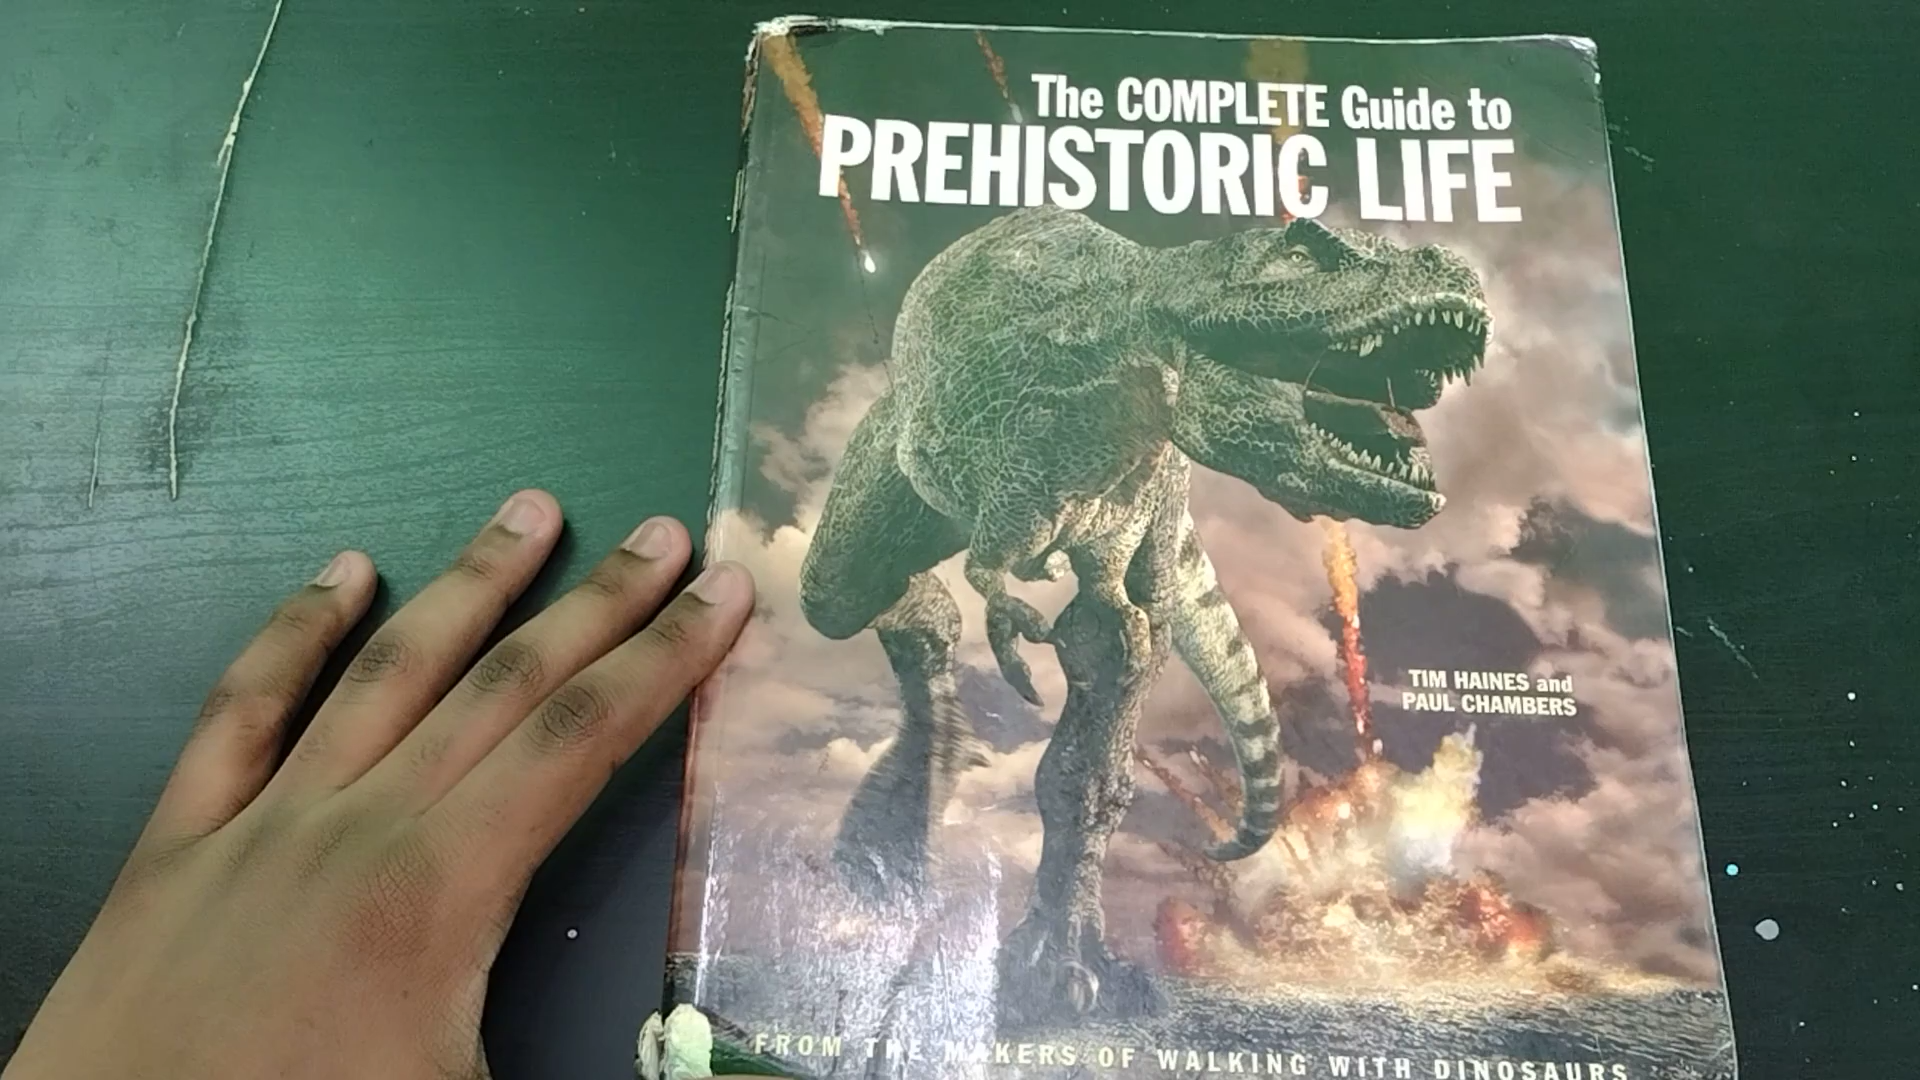 The COMPLETE Guide to
PREHISTORIC LIFE
TIM HAINES and
PAUL CHAMBERS
FROM THE MAKERS OF WALKING WITH DINOSAURS